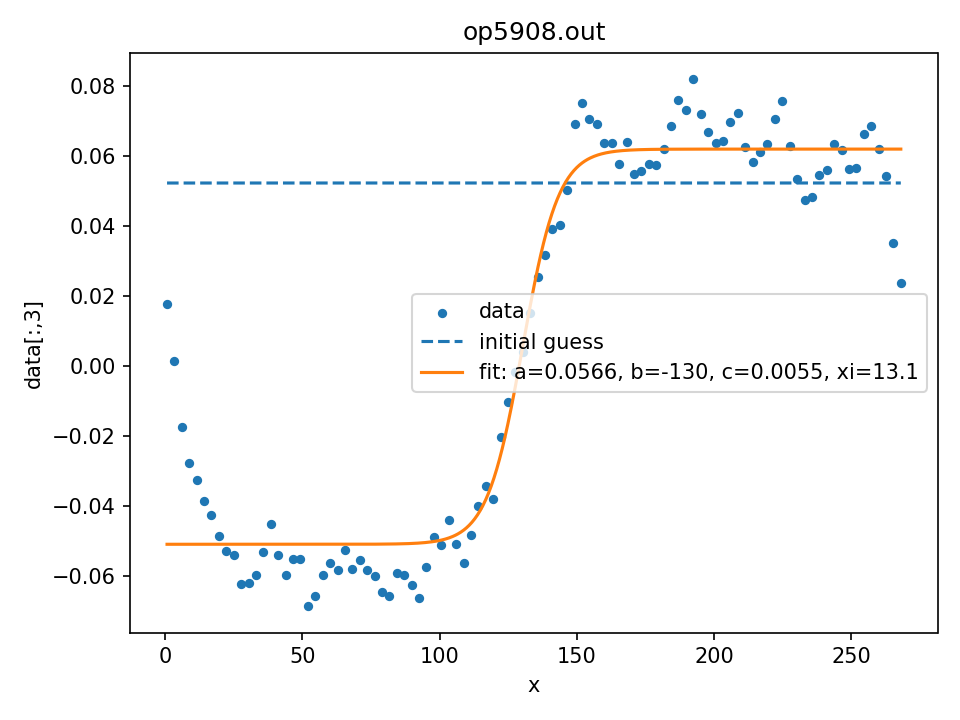 op5908.out
data[:,3]
0.08
0.06
0.04
0.02
0.00
−0.02
−0.04
−0.06
data
initial guess
fit: a=0.0566, b=-130, c=0.0055, xi=13.1
0 50 100 150 200 250
x